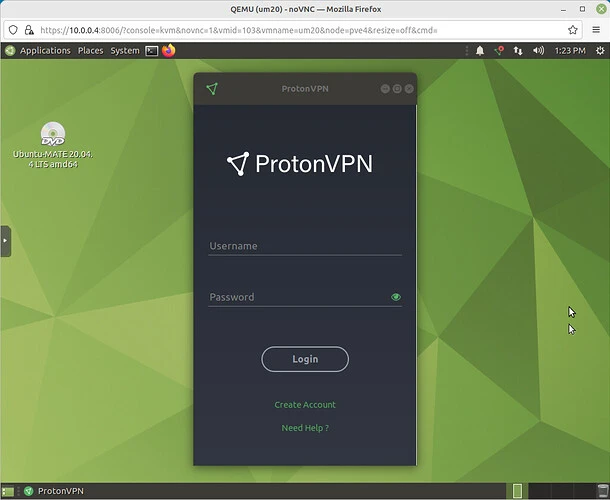 QEMU (um20) - noVNC — Mozilla Firefox
https://10.0.0.4:8006/?console=kvm&novnc=1&vmid=103&vmname=um20&node=pve4&resize=off&cmd=
Applications Places System 1:23 PM
ProtonVPN
DVD
Ubuntu-MATE 20.04.
4 LTS amd64
ProtonVPN
Username
Password
Login
Create Account
Need Help ?
ProtonVPN